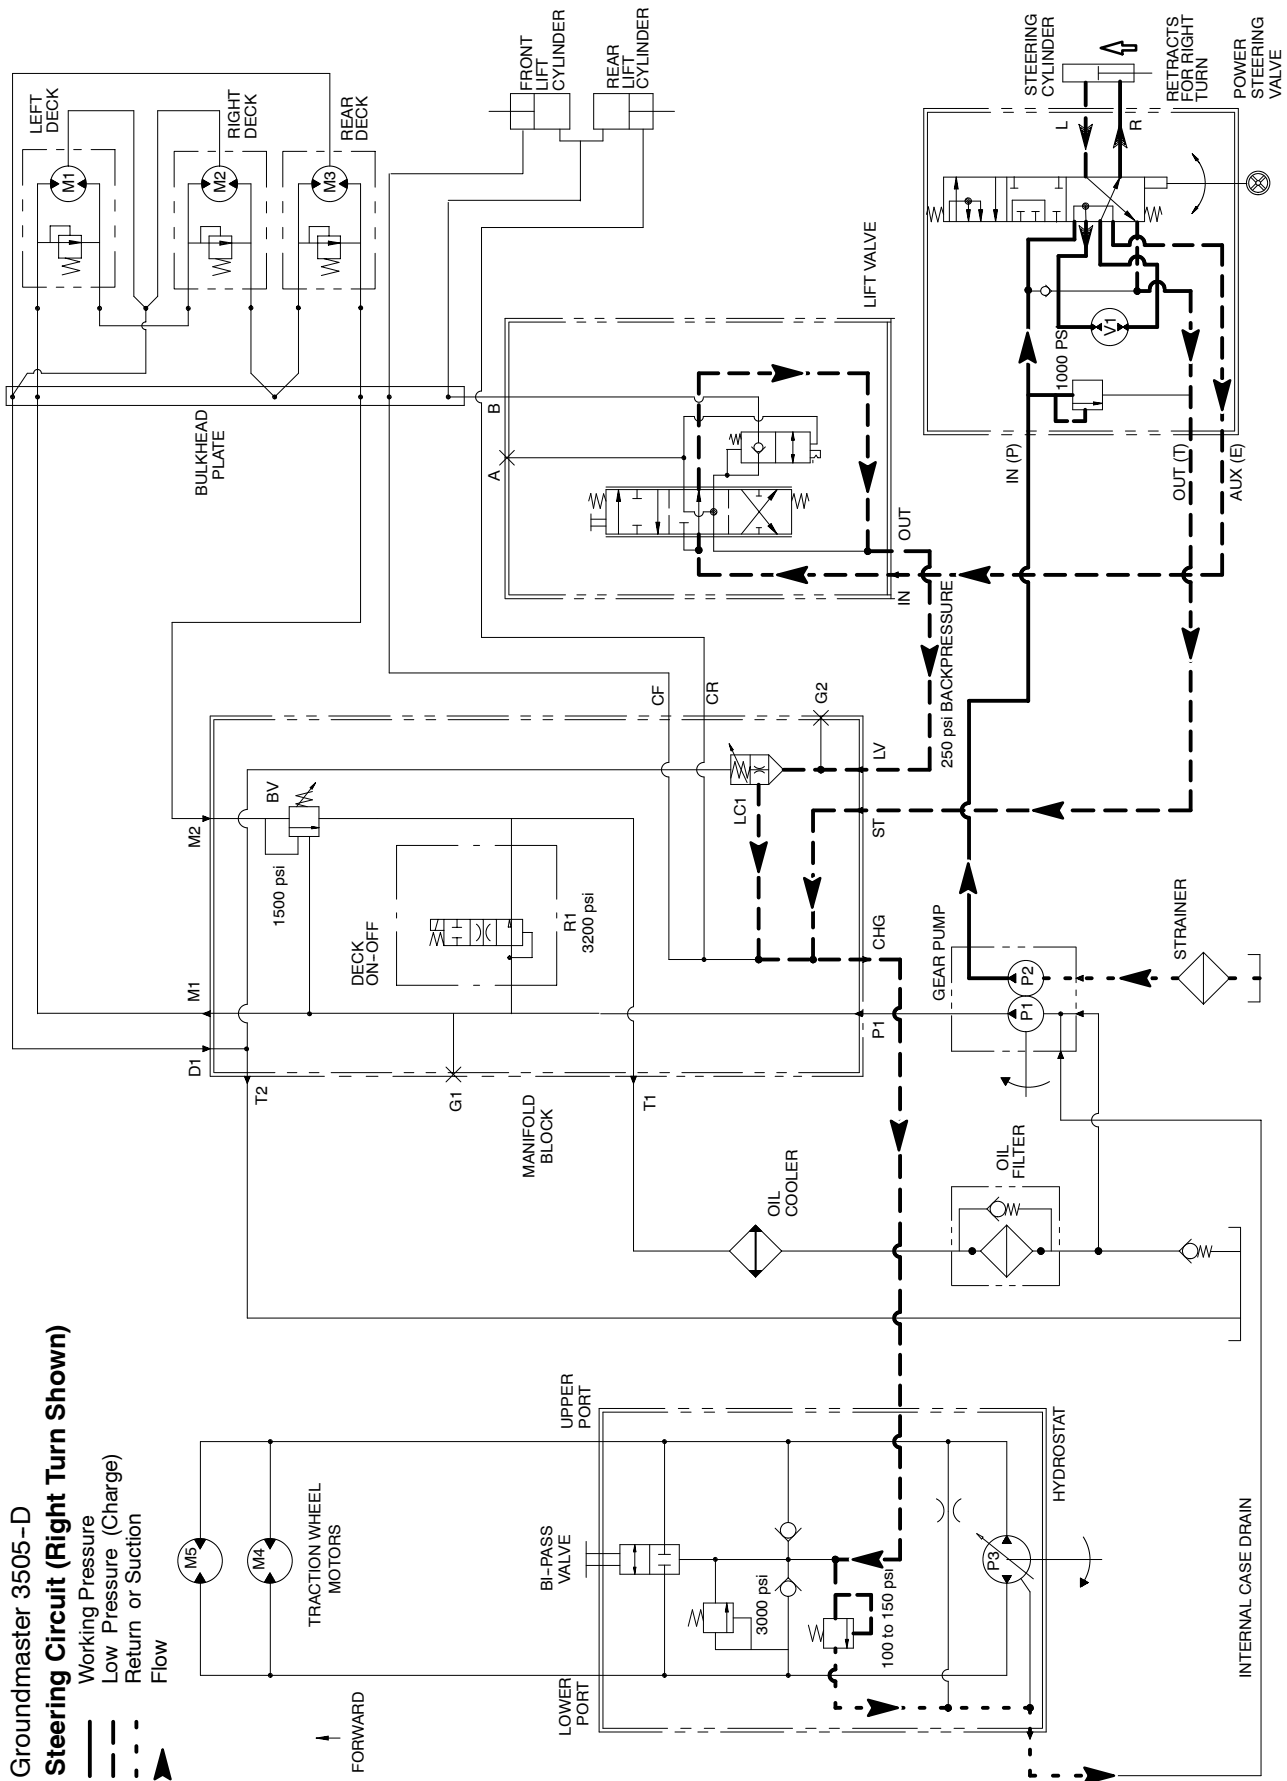 Groundmaster 3505-D
Steering Circuit (Right Turn Shown)
Working Pressure
Low Pressure (Charge)
Return or Suction
Flow
FORWARD
M5
M4
TRACTION WHEEL
MOTORS
LOWER
PORT
UPPER
PORT
BI-PASS
VALVE
3000 psi
100 to 150 psi
P3
HYDROSTAT
INTERNAL CASE DRAIN
OIL
COOLER
OIL
FILTER
D1
T2
M1
M2
G1
T1
MANIFOLD
BLOCK
BV
1500 psi
DECK
ON-OFF
R1
3200 psi
LC1
CF
CR
G2
LV
ST
CHG
P1
250 psi BACKPRESSURE
GEAR PUMP
P1
P2
STRAINER
BULKHEAD
PLATE
LEFT
DECK
M1
RIGHT
DECK
M2
REAR
DECK
M3
FRONT
LIFT
CYLINDER
REAR
LIFT
CYLINDER
A
B
LIFT VALVE
IN
OUT
IN (P)
OUT (T)
AUX (E)
1000 PS
V1
L
R
STEERING
CYLINDER
RETRACTS
FOR RIGHT
TURN
POWER
STEERING
VALVE